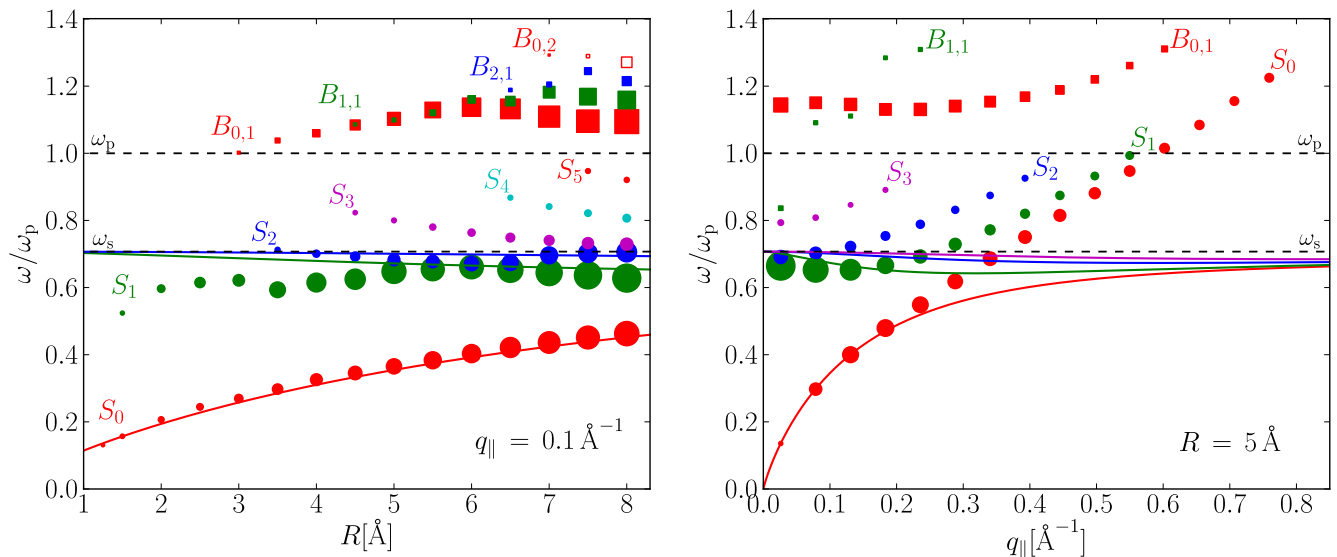 1.4
1.2
1.0
0.8
0.6
0.4
0.2
0.0
ω/ωₚ
B₀,₂
B₂,₁
B₁,₁
B₀,₁
ωₚ
S₅
S₄
S₃
S₂
ωₛ
S₁
S₀
q∥ = 0.1 Å⁻¹
1 2 3 4 5 6 7 8
R[Å]
1.4
1.2
1.0
0.8
0.6
0.4
0.2
0.0
ω/ωₚ
B₁,₁
B₀,₁
S₀
ωₚ
S₁
S₂
S₃
ωₛ
R = 5 Å
0.0 0.1 0.2 0.3 0.4 0.5 0.6 0.7 0.8
q∥[Å⁻¹]